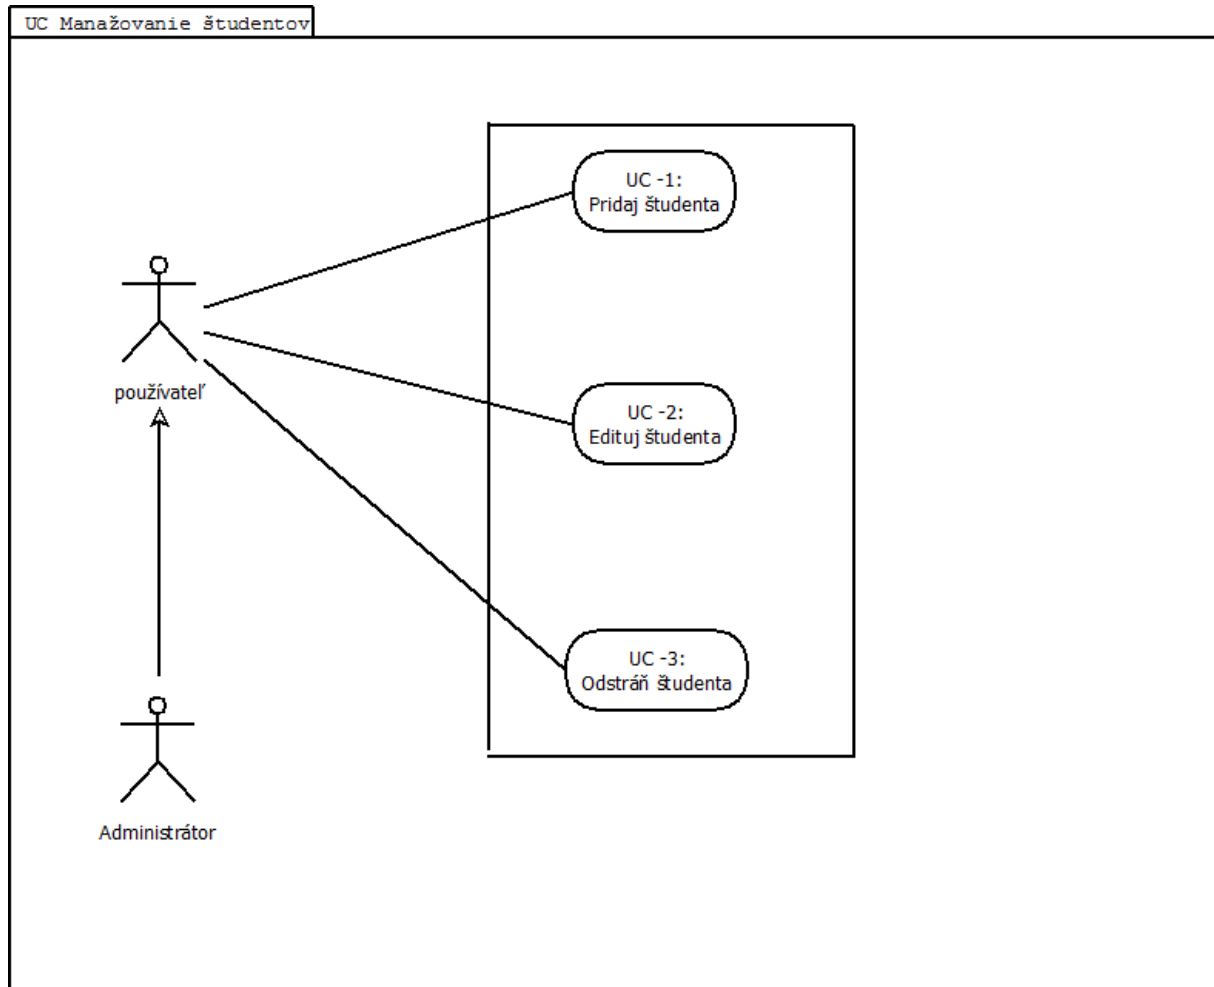 UC Manažovanie študentov
UC -1:
Pridaj študenta
používateľ
UC -2:
Edituj študenta
UC -3:
Odstráň študenta
Administrátor